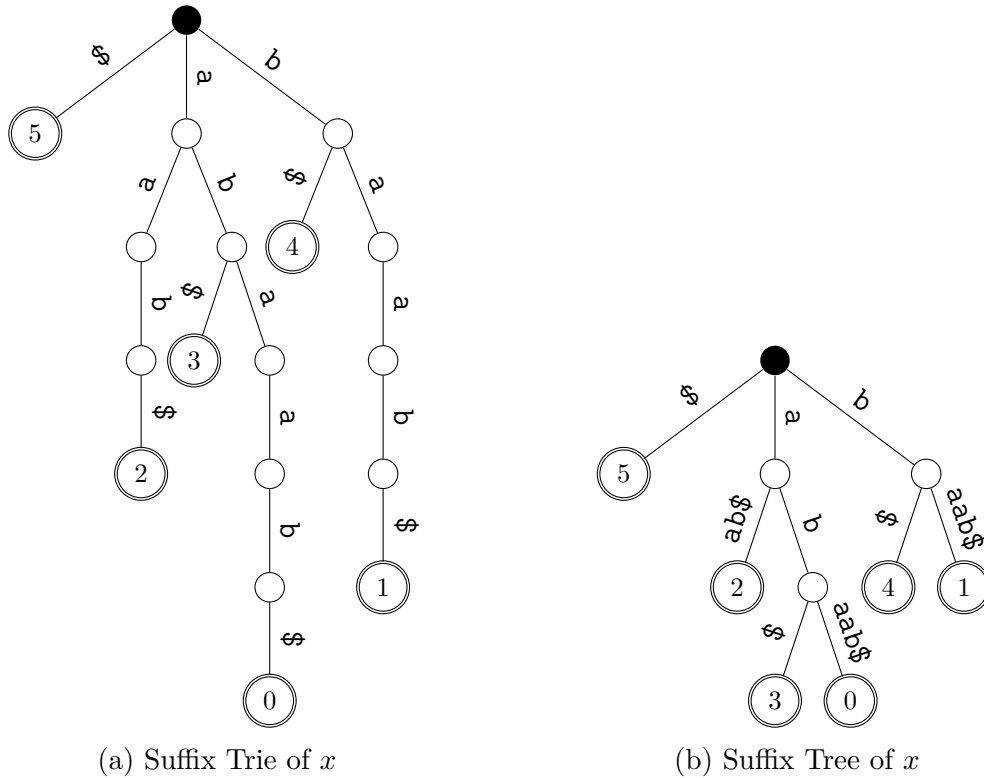 $ a b
5
a b $ a
4
b $ a a
3
$ a b
2
b $
1
$
0
(a) Suffix Trie of x
$ a b
5
ab$ b $ aab$
2 4 1
$ aab$
3 0
(b) Suffix Tree of x